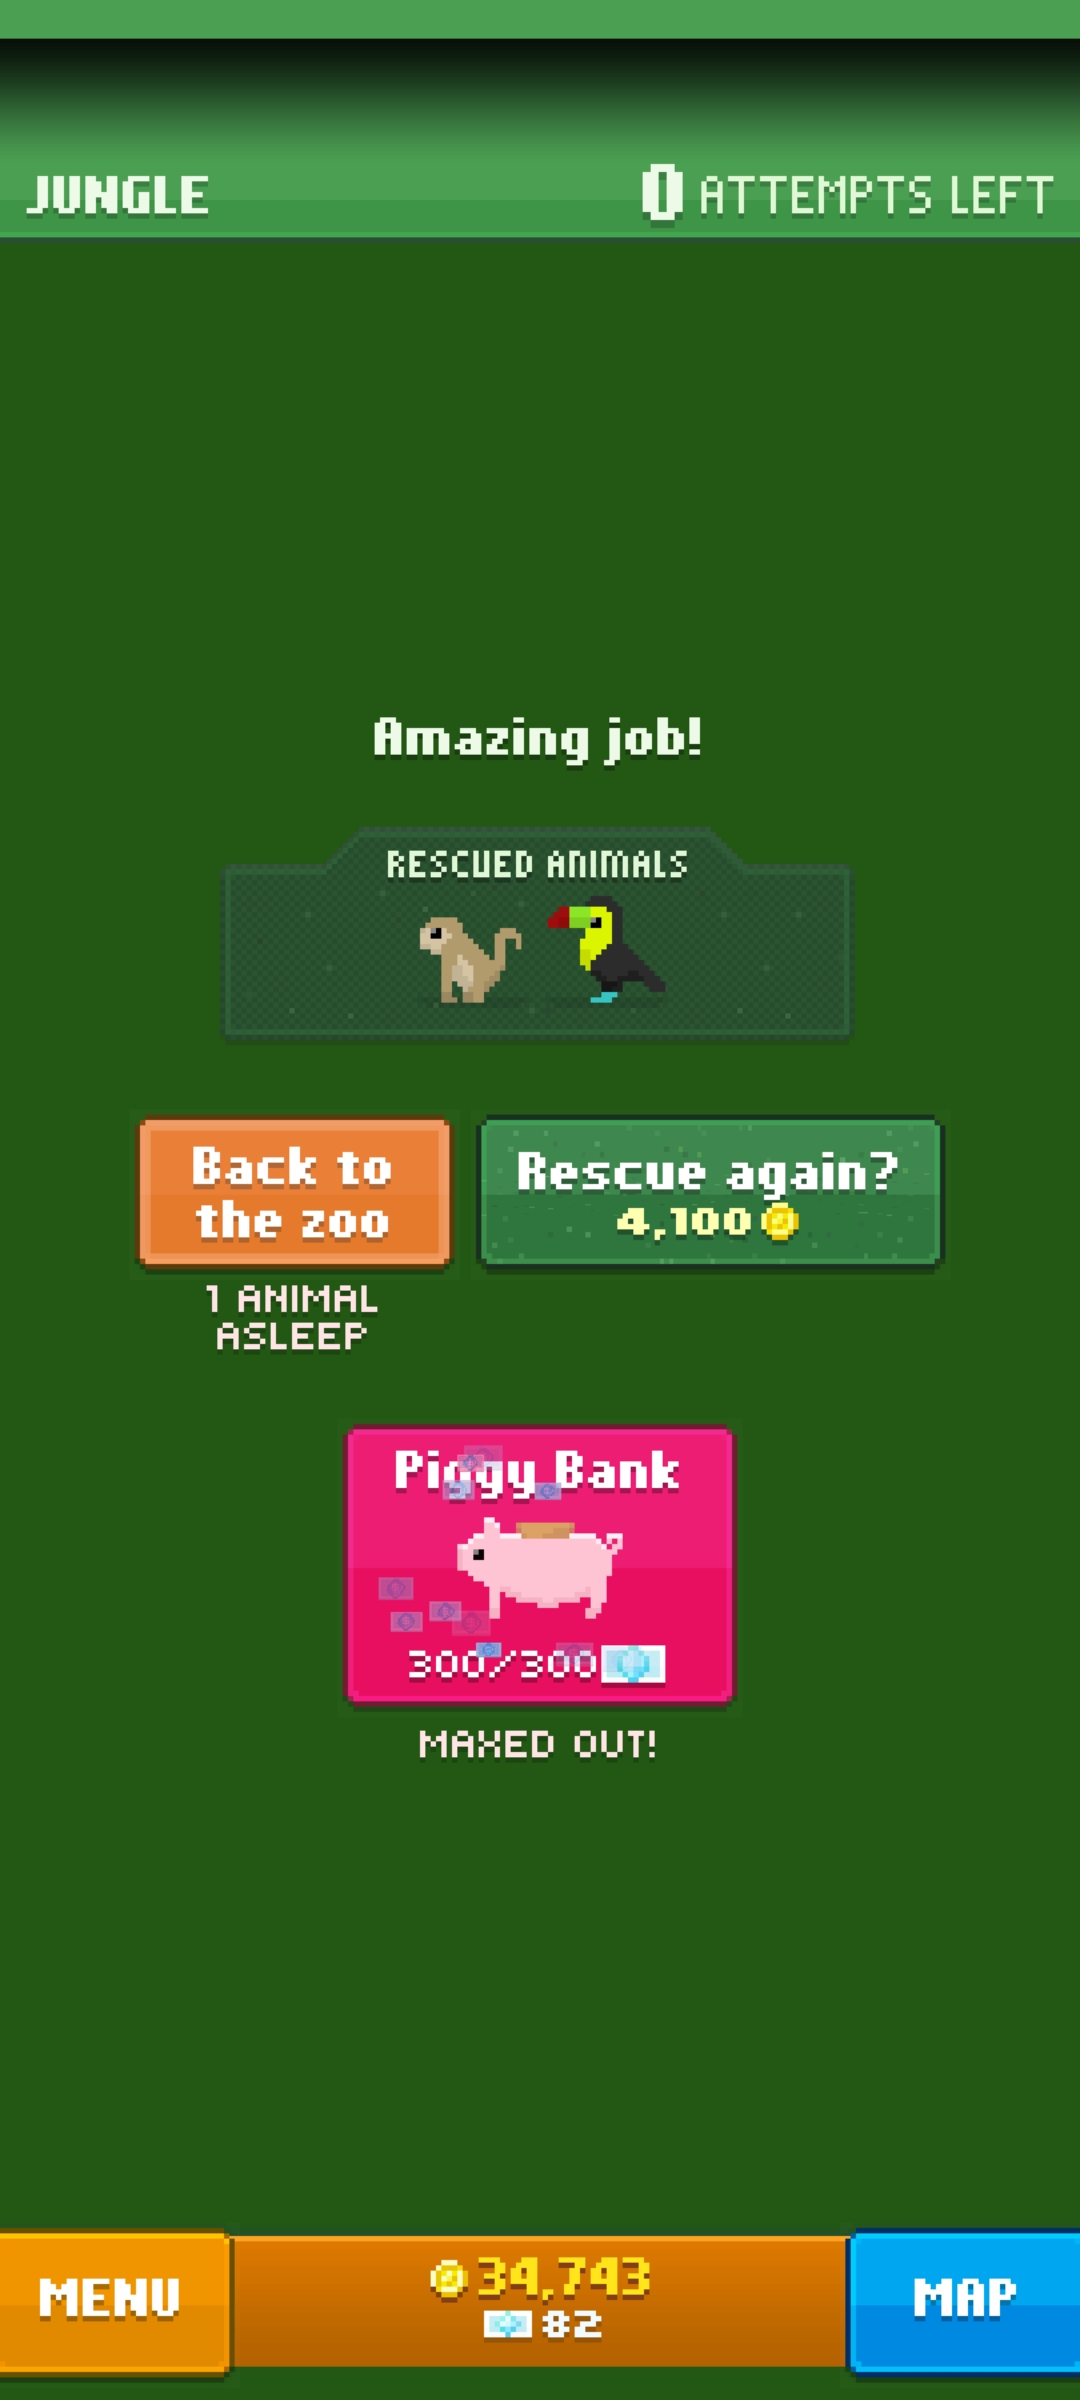 JUNGLE
0 ATTEMPTS LEFT
Amazing job!
RESCUED ANIMALS
Back to
the zoo
Rescue again?
4,100
1 ANIMAL
ASLEEP
Piggy Bank
300/300
MAXED OUT!
MENU
34,743
82
MAP